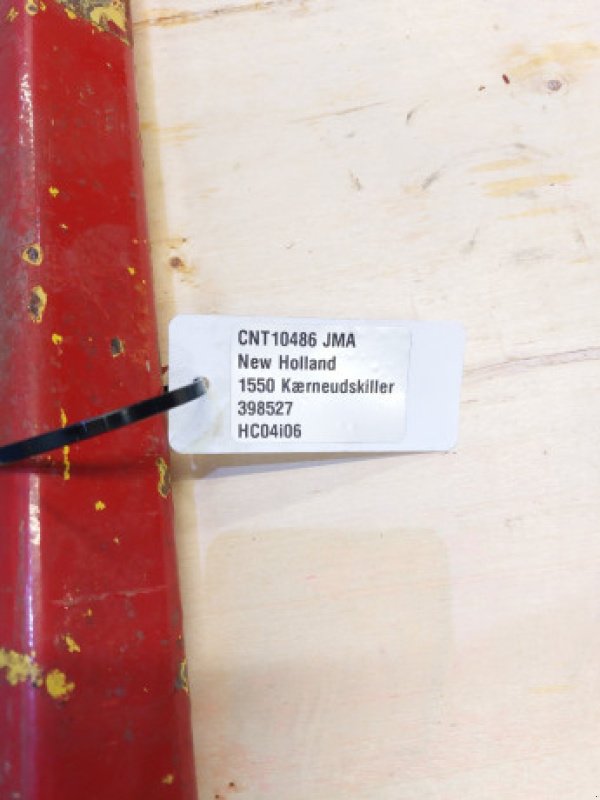 CNT10486 JMA
New Holland
1550 Kærneudskiller
398527
HC04i06